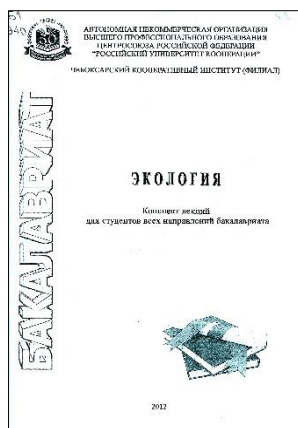 АВТОНОМНАЯ НЕКОММЕРЧЕСКАЯ ОРГАНИЗАЦИЯ
ВЫСШЕГО ПРОФЕССИОНАЛЬНОГО ОБРАЗОВАНИЯ
ЦЕНТРОСОЮЗА РОССИЙСКОЙ ФЕДЕРАЦИИ
"РОССИЙСКИЙ УНИВЕРСИТЕТ КООПЕРАЦИИ"
ЧЕБОКСАРСКИЙ КООПЕРАТИВНЫЙ ИНСТИТУТ (ФИЛИАЛ)
БАКАЛАВРИАТ
ЭКОЛОГИЯ
Конспект лекций
для студентов всех направлений бакалавриата
2012